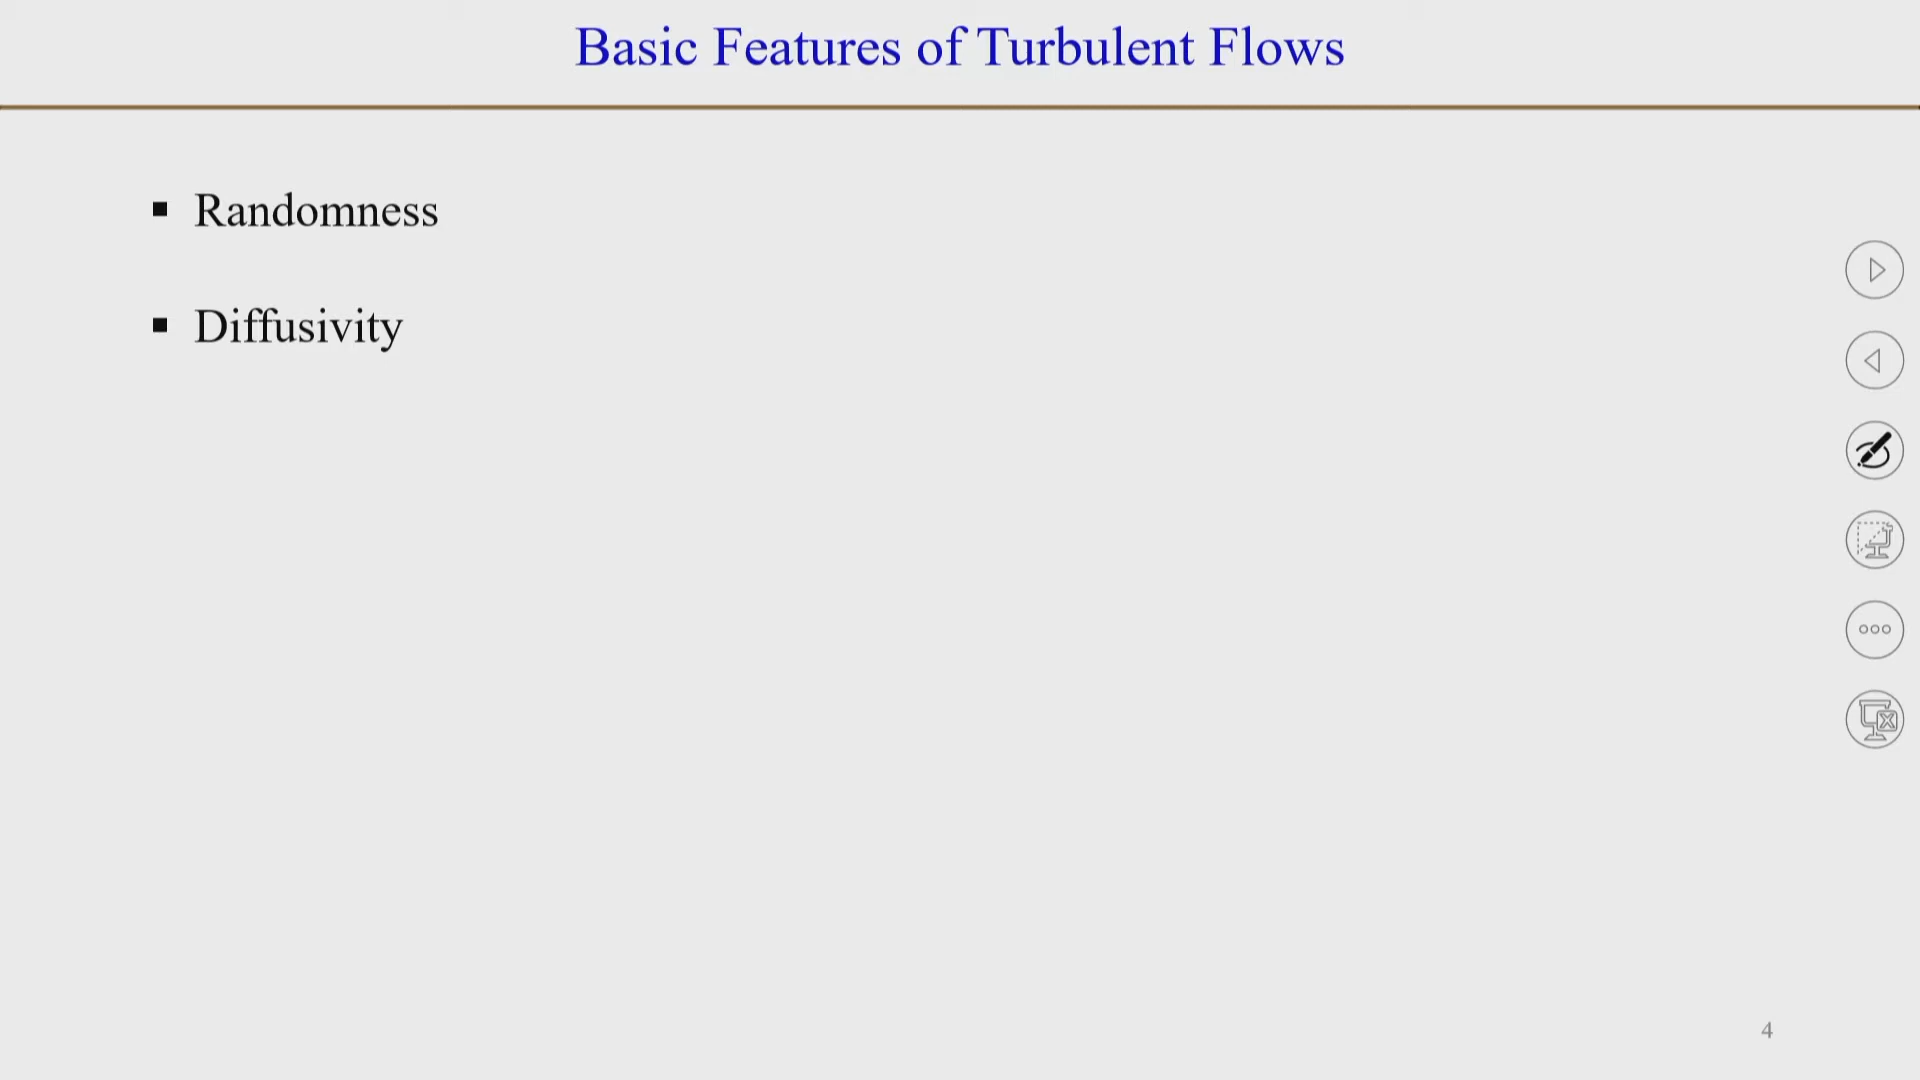 Basic Features of Turbulent Flows
▪ Randomness
▪ Diffusivity
4